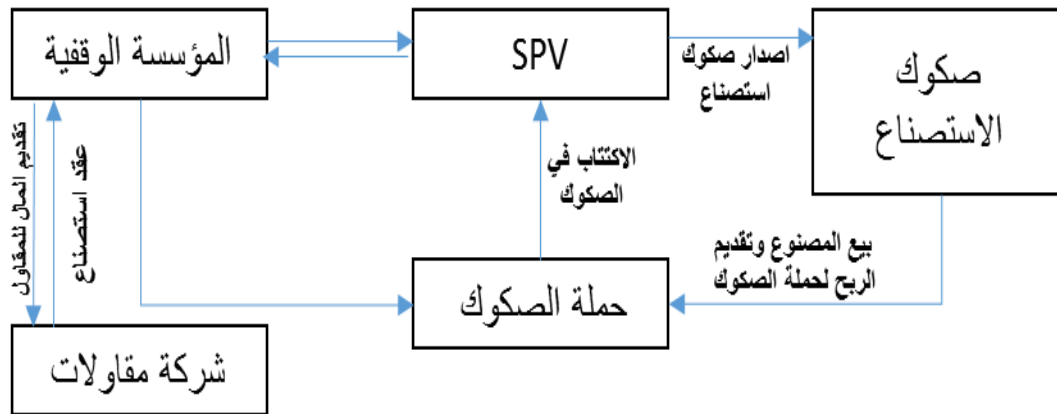 المؤسسة الوقفية
SPV
اصدار صكوك
استصناع
صكوك
الاستصناع
تقديم المال للمقاول
عقد استصناع
الاكتتاب في
الصكوك
بيع المصنوع وتقديم
الربح لحملة الصكوك
حملة الصكوك
شركة مقاولات